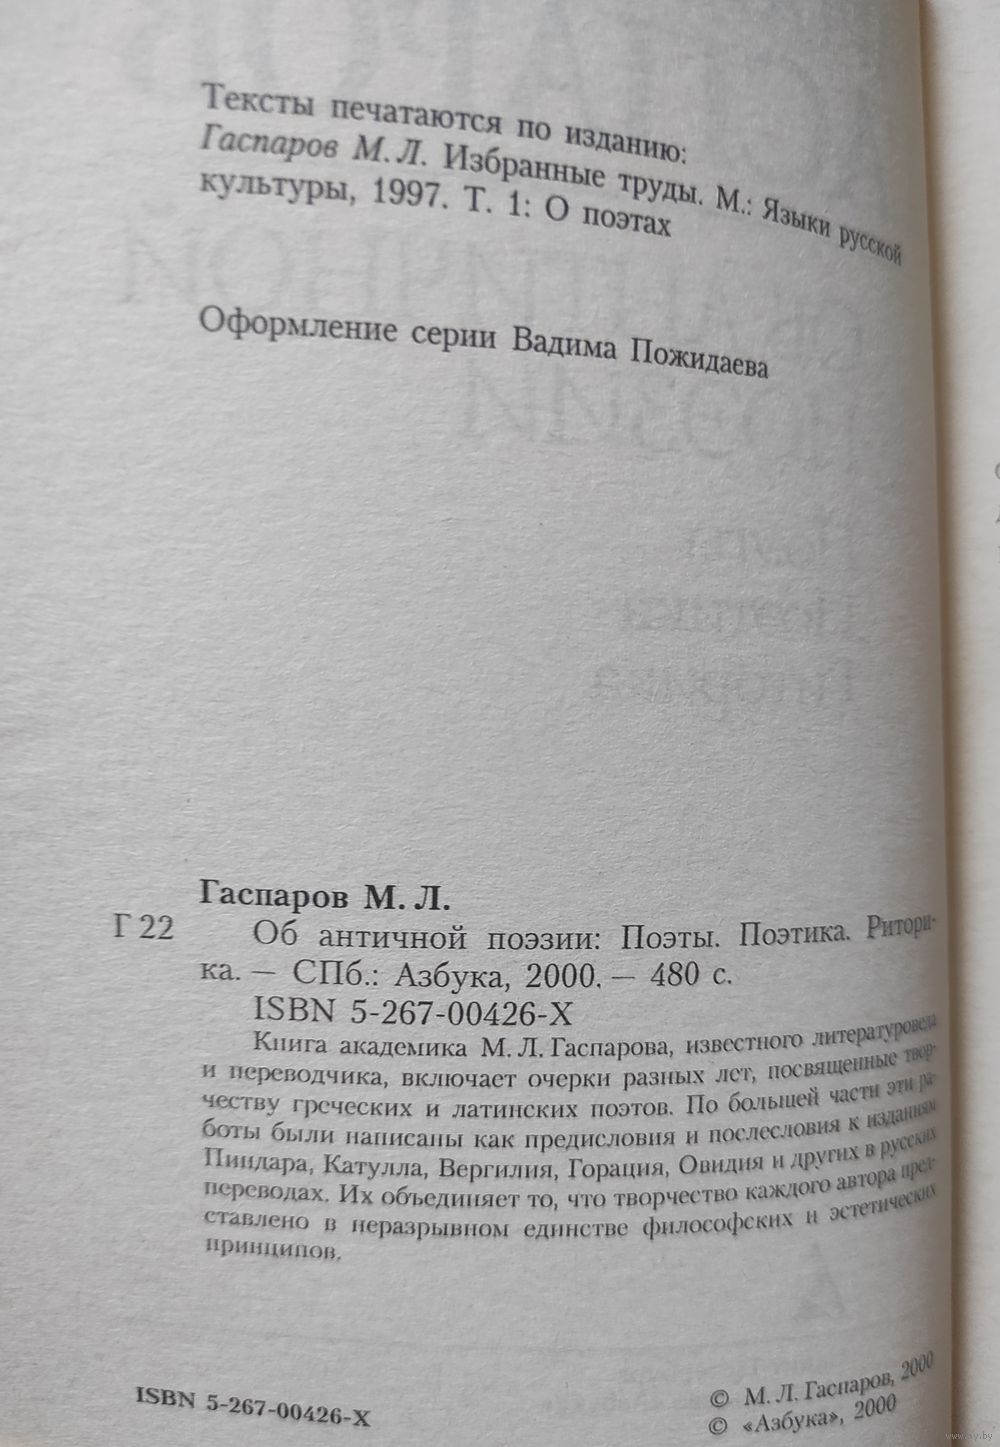 Тексты печатаются по изданию:
Гаспаров М. Л. Избранные труды. М.: Языки русской
культуры, 1997. Т. 1: О поэтах
Оформление серии Вадима Пожидаева
Гаспаров М. Л.
Г 22
Об античной поэзии: Поэты. Поэтика. Ритори-
ка. — СПб.: Азбука, 2000. — 480 с.
ISBN 5-267-00426-X
Книга академика М. Л. Гаспарова, известного литературоведа
и переводчика, включает очерки разных лет, посвященные твор-
честву греческих и латинских поэтов. По большей части эти ра-
боты были написаны как предисловия и послесловия к изданиям
Пиндара, Катулла, Вергилия, Горация, Овидия и других в русских
переводах. Их объединяет то, что творчество каждого автора пред-
ставлено в неразрывном единстве философских и эстетических
принципов.
ISBN 5-267-00426-X
© М. Л. Гаспаров, 2000
© «Азбука», 2000